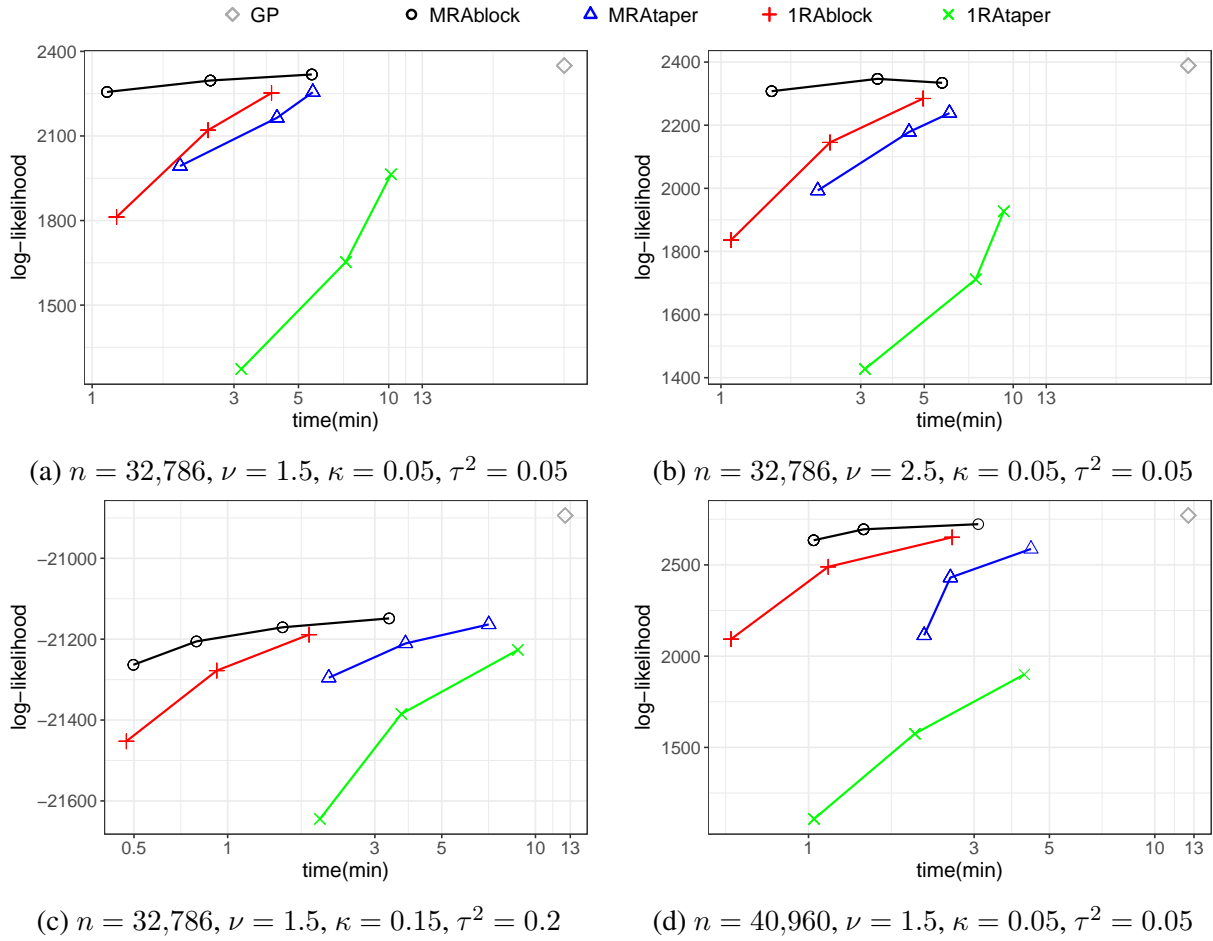 GP MRAblock MRAtaper 1RAblock 1RAtaper
2400
2100
1800
1500
log−likelihood
1 3 5 10 13
time(min)
(a) n = 32,786, ν = 1.5, κ = 0.05, τ² = 0.05
2400
2200
2000
1800
1600
1400
log−likelihood
1 3 5 10 13
time(min)
(b) n = 32,786, ν = 2.5, κ = 0.05, τ² = 0.05
−21000
−21200
−21400
−21600
log−likelihood
0.5 1 3 5 10 13
time(min)
(c) n = 32,786, ν = 1.5, κ = 0.15, τ² = 0.2
2500
2000
1500
log−likelihood
1 3 5 10 13
time(min)
(d) n = 40,960, ν = 1.5, κ = 0.05, τ² = 0.05